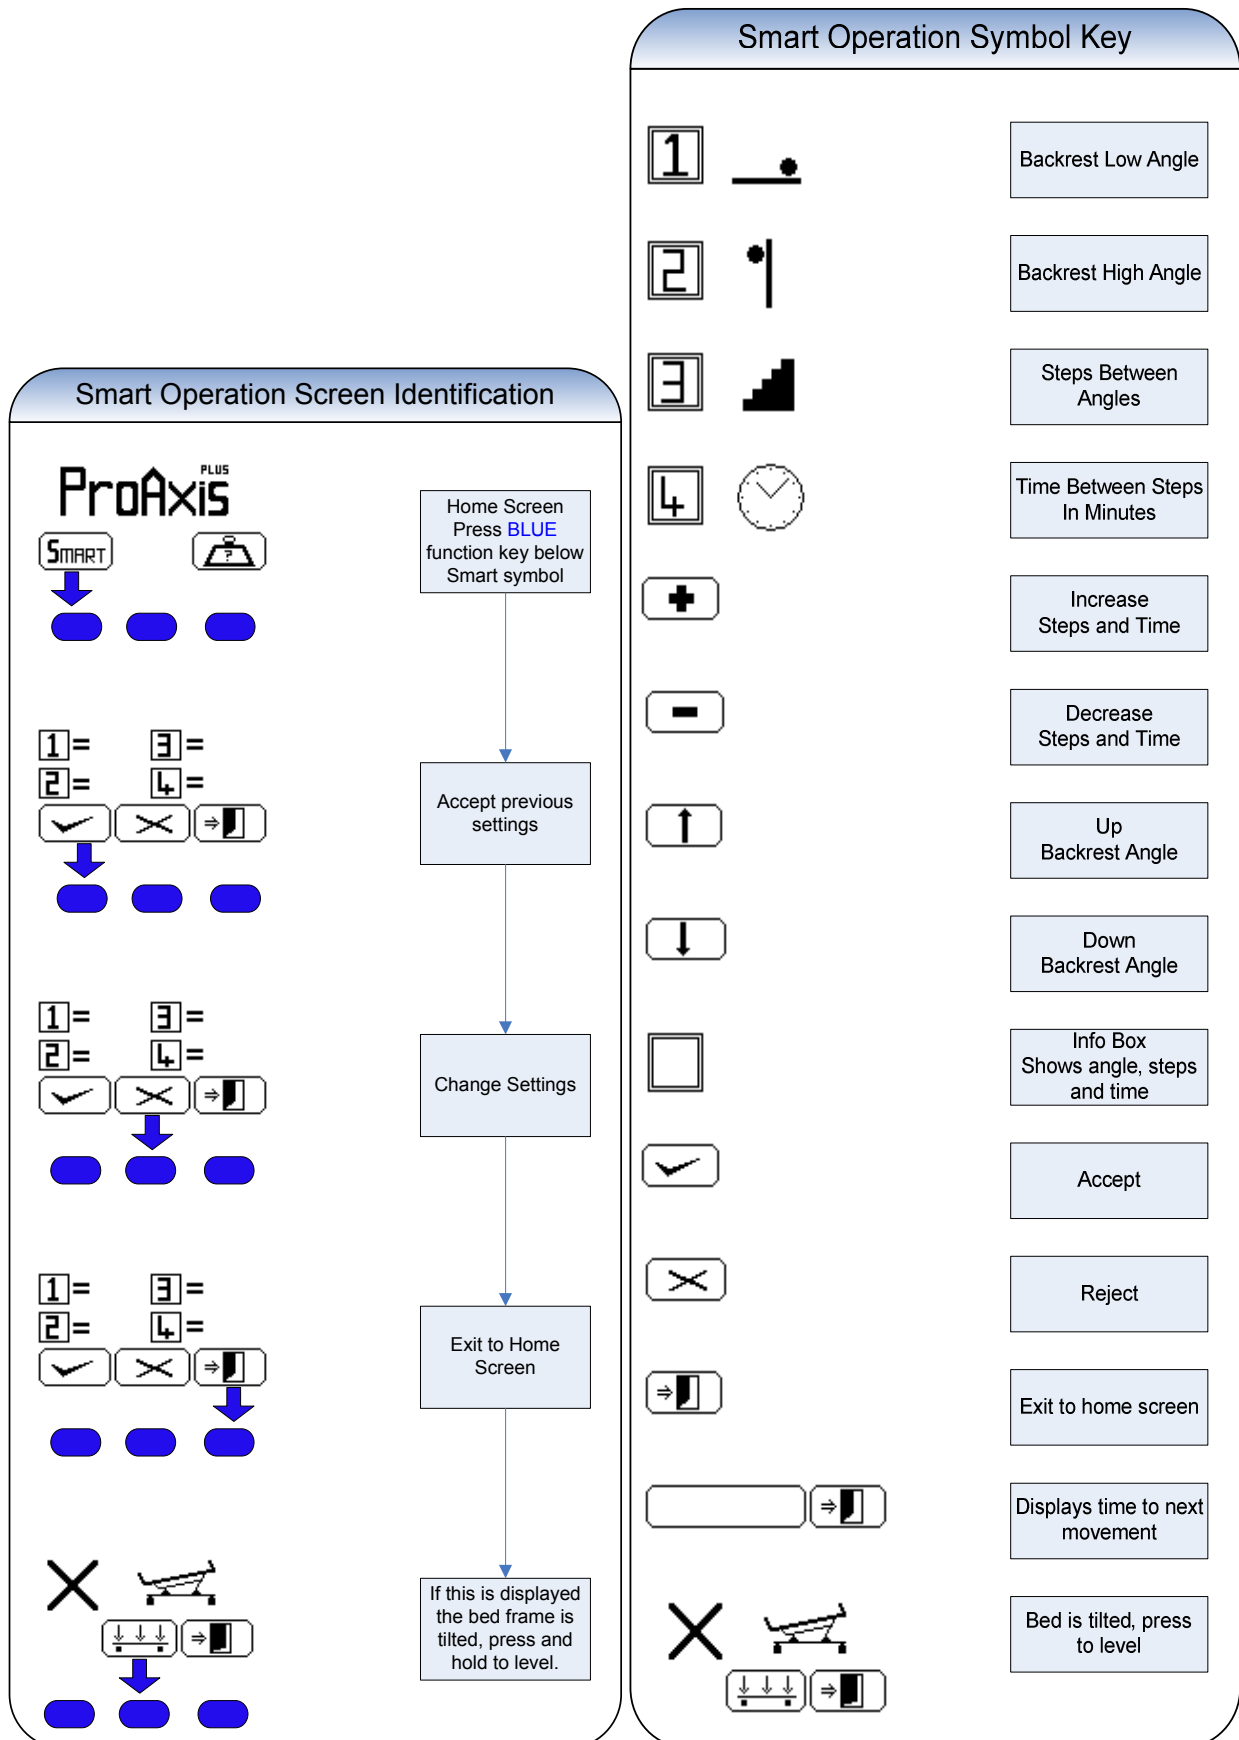 Smart Operation Screen Identification
ProAxis PLUS
SMART
?
Home Screen
Press BLUE
function key below
Smart symbol
1= 3=
2= 4=
Accept previous
settings
1= 3=
2= 4=
Change Settings
1= 3=
2= 4=
Exit to Home
Screen
If this is displayed
the bed frame is
tilted, press and
hold to level.
Smart Operation Symbol Key
1
Backrest Low Angle
2
Backrest High Angle
3
Steps Between
Angles
4
Time Between Steps
In Minutes
Increase
Steps and Time
Decrease
Steps and Time
Up
Backrest Angle
Down
Backrest Angle
Info Box
Shows angle, steps
and time
Accept
Reject
Exit to home screen
Displays time to next
movement
Bed is tilted, press
to level